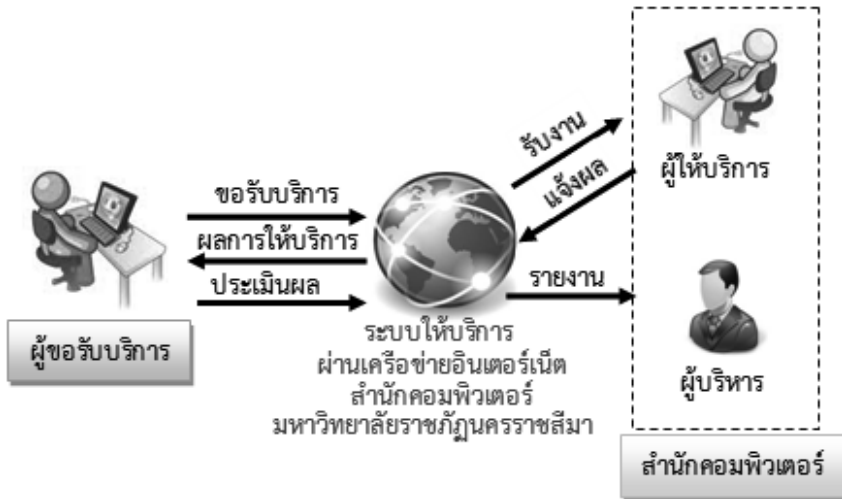 รับงาน
แจ้งผล
ผู้ให้บริการ
ขอรับบริการ
ผลการให้บริการ
ประเมินผล
รายงาน
ผู้ขอรับบริการ
ระบบให้บริการ
ผ่านเครือข่ายอินเตอร์เน็ต
สำนักคอมพิวเตอร์
มหาวิทยาลัยราชภัฏนครราชสีมา
ผู้บริหาร
สำนักคอมพิวเตอร์